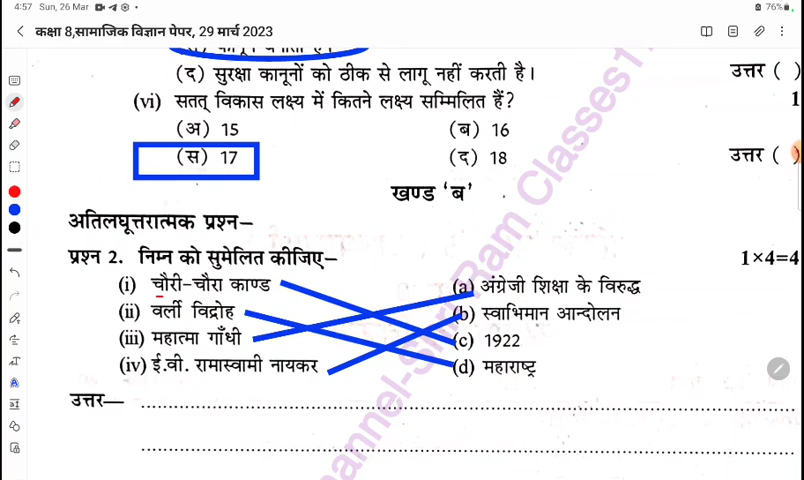 4:57 Sun, 26 Mar
76%
कक्षा 8,सामाजिक विज्ञान पेपर, 29 मार्च 2023
(द) सुरक्षा कानूनों को ठीक से लागू नहीं करती है। उत्तर ( )
(vi) सतत् विकास लक्ष्य में कितने लक्ष्य सम्मिलित हैं? 1
(अ) 15 (ब) 16
(स) 17 (द) 18 उत्तर ( )
खण्ड 'ब'
अतिलघूत्तरात्मक प्रश्न–
प्रश्न 2. निम्न को सुमेलित कीजिए– 1×4=4
(i) चौरी-चौरा काण्ड (a) अंग्रेजी शिक्षा के विरुद्ध
(ii) वर्ली विद्रोह (b) स्वाभिमान आन्दोलन
(iii) महात्मा गाँधी (c) 1922
(iv) ई.वी. रामास्वामी नायकर (d) महाराष्ट्र
उत्तर—